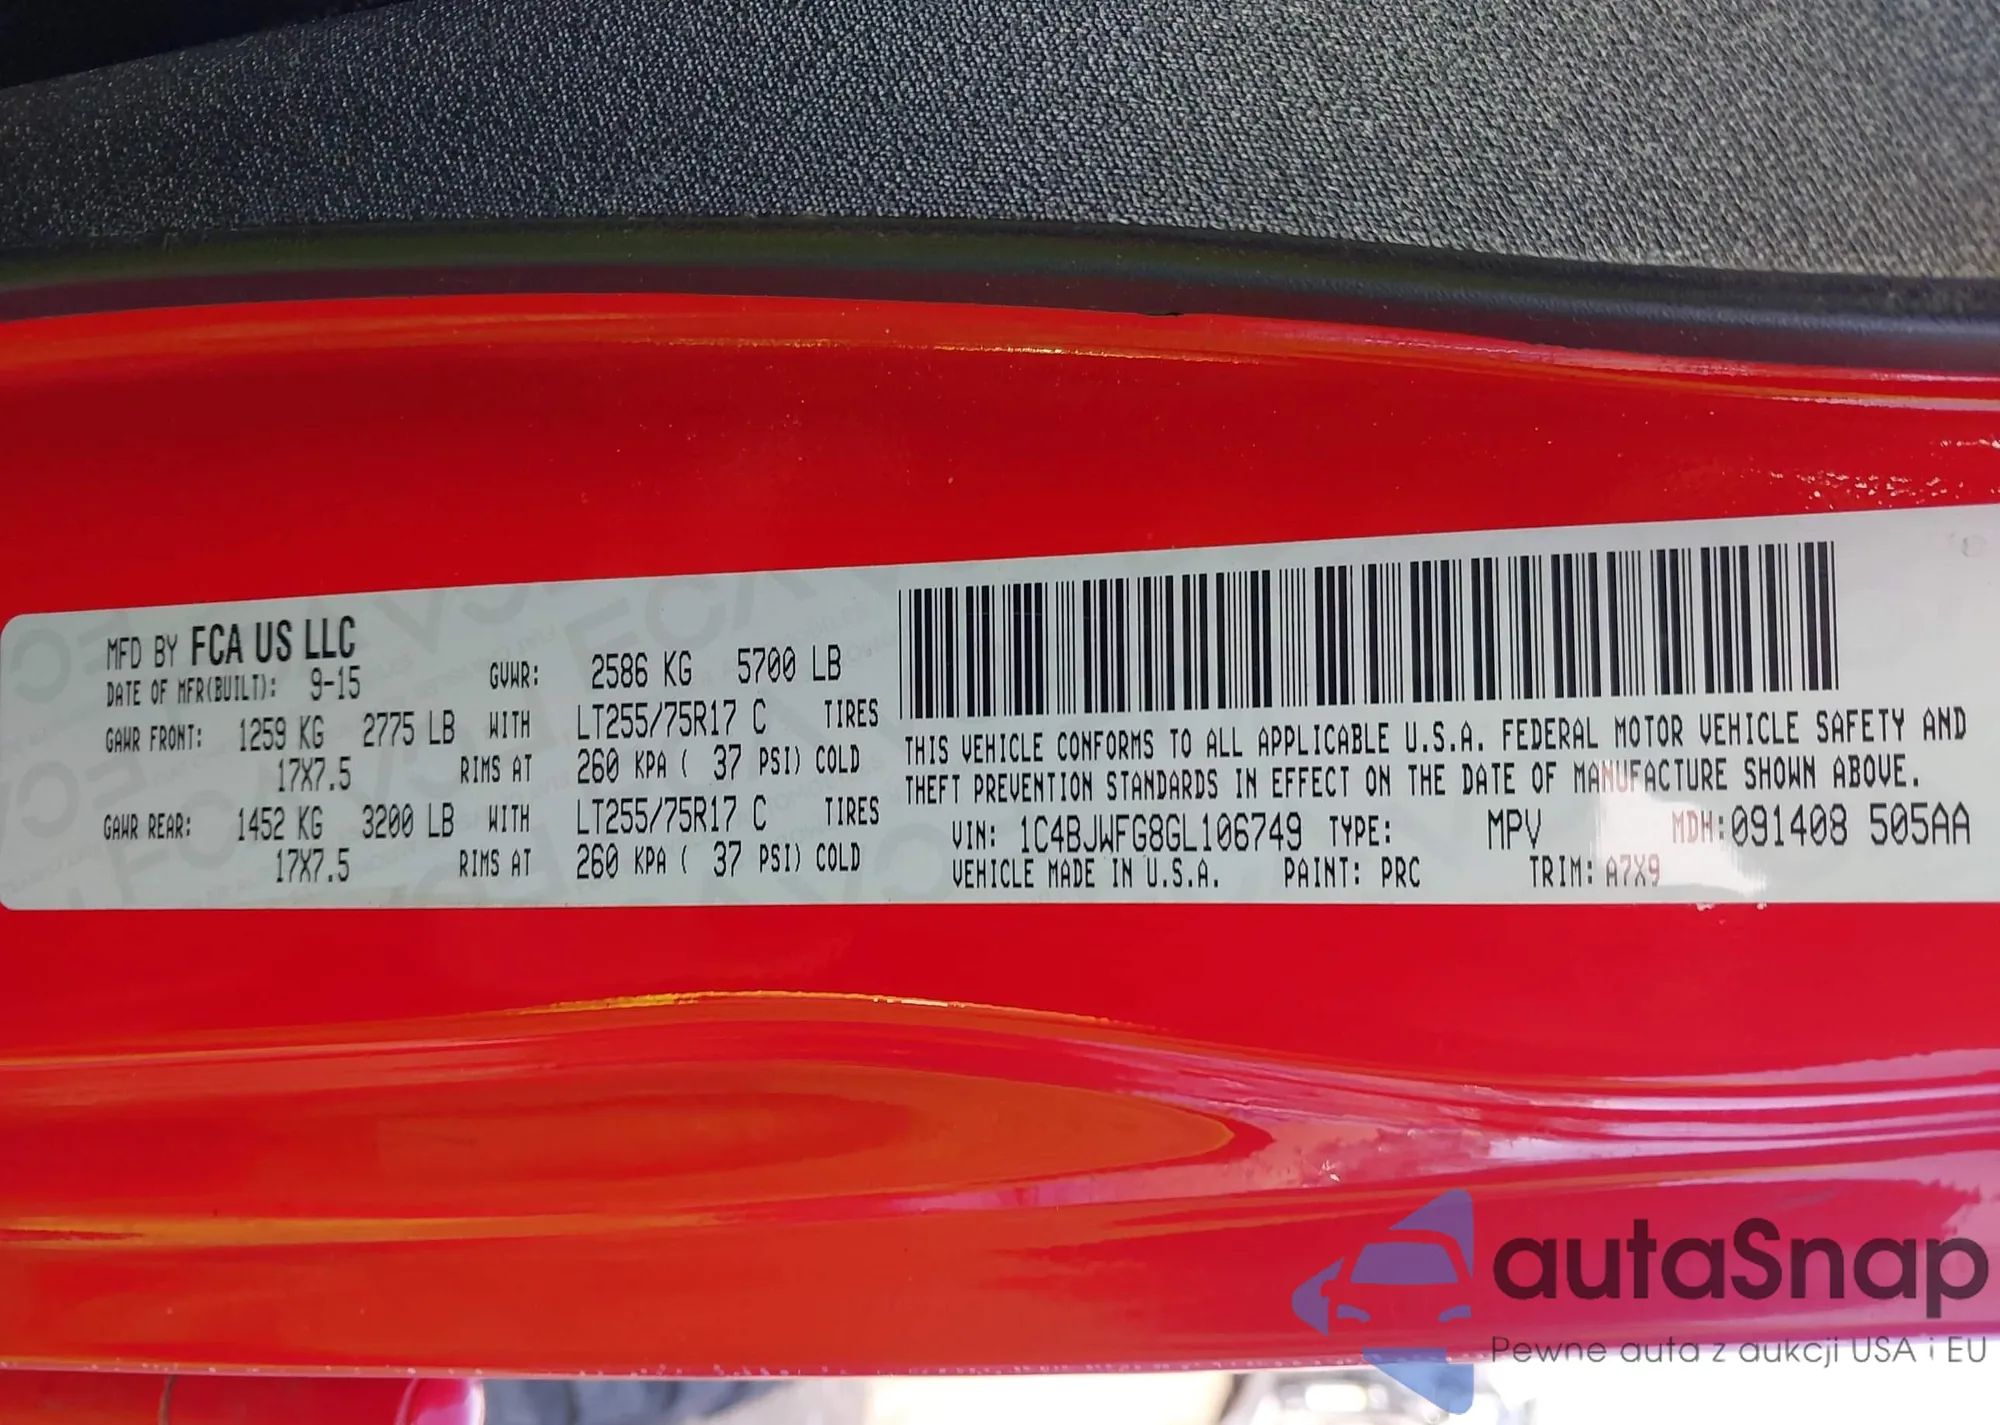 MFD BY FCA US LLC
DATE OF MFR(BUILT): 9-15 GVWR: 2586 KG 5700 LB
GAWR FRONT: 1259 KG 2775 LB WITH LT255/75R17 C TIRES
17X7.5 RIMS AT 260 KPA ( 37 PSI) COLD
GAWR REAR: 1452 KG 3200 LB WITH LT255/75R17 C TIRES
17X7.5 RIMS AT 260 KPA ( 37 PSI) COLD
THIS VEHICLE CONFORMS TO ALL APPLICABLE U.S.A. FEDERAL MOTOR VEHICLE SAFETY AND
THEFT PREVENTION STANDARDS IN EFFECT ON THE DATE OF MANUFACTURE SHOWN ABOVE.
VIN: 1C4BJWFG8GL106749 TYPE: MPV MDH:091408 505AA
VEHICLE MADE IN U.S.A. PAINT: PRC TRIM: A7X9
autaSnap
Pewne auta z aukcji USA i EU